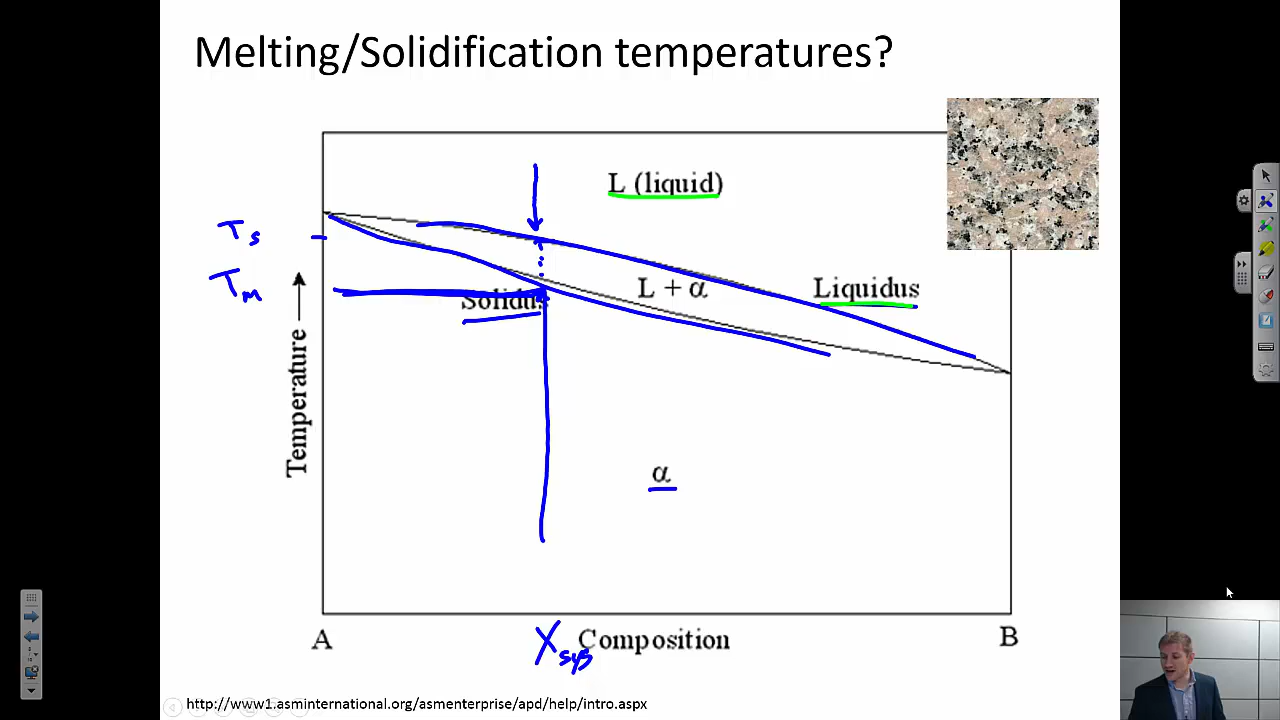 Melting/Solidification temperatures?
L (liquid)
Ts
Tm
L + α
Liquidus
Solidus
Temperature
α
A
Xsys
Composition
B
http://www1.asminternational.org/asmenterprise/apd/help/intro.aspx